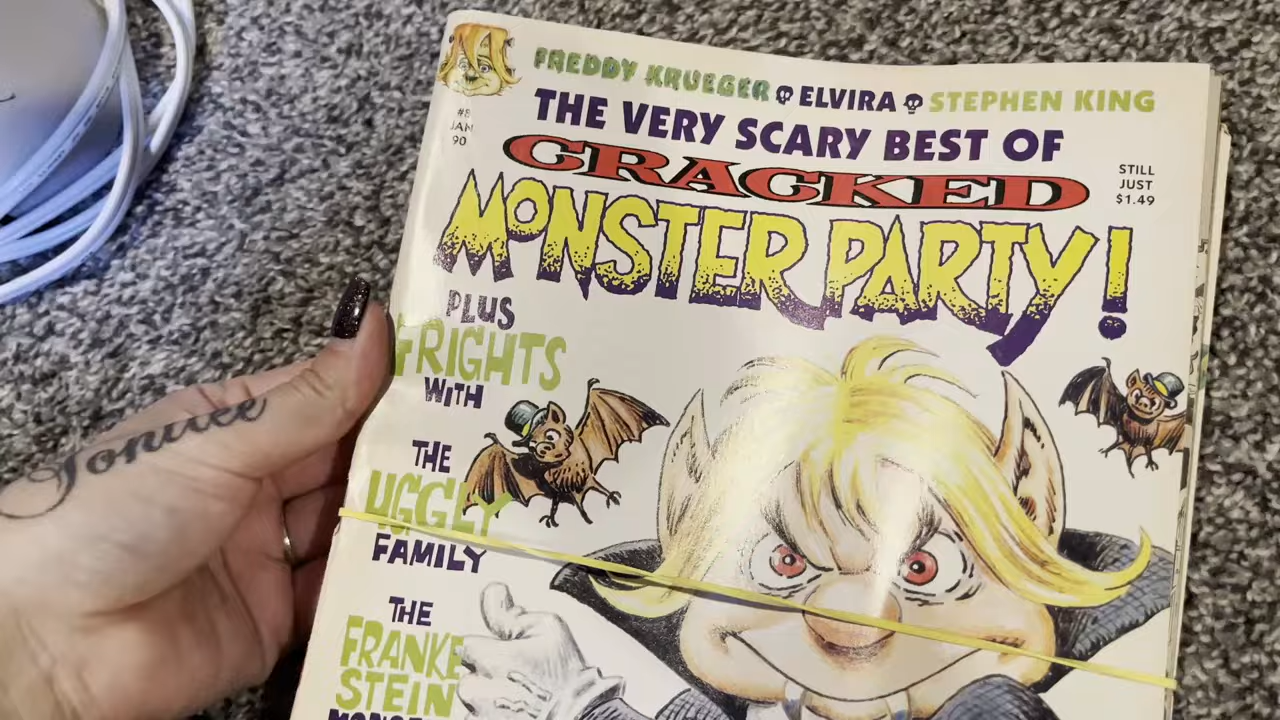 FREDDY KRUEGER ELVIRA STEPHEN KING
THE VERY SCARY BEST OF
CRACKED
MONSTER PARTY!
#8
JAN
90
STILL
JUST
$1.49
PLUS
FRIGHTS
WITH
THE
UGGLY
FAMILY
THE
FRANKE
STEIN